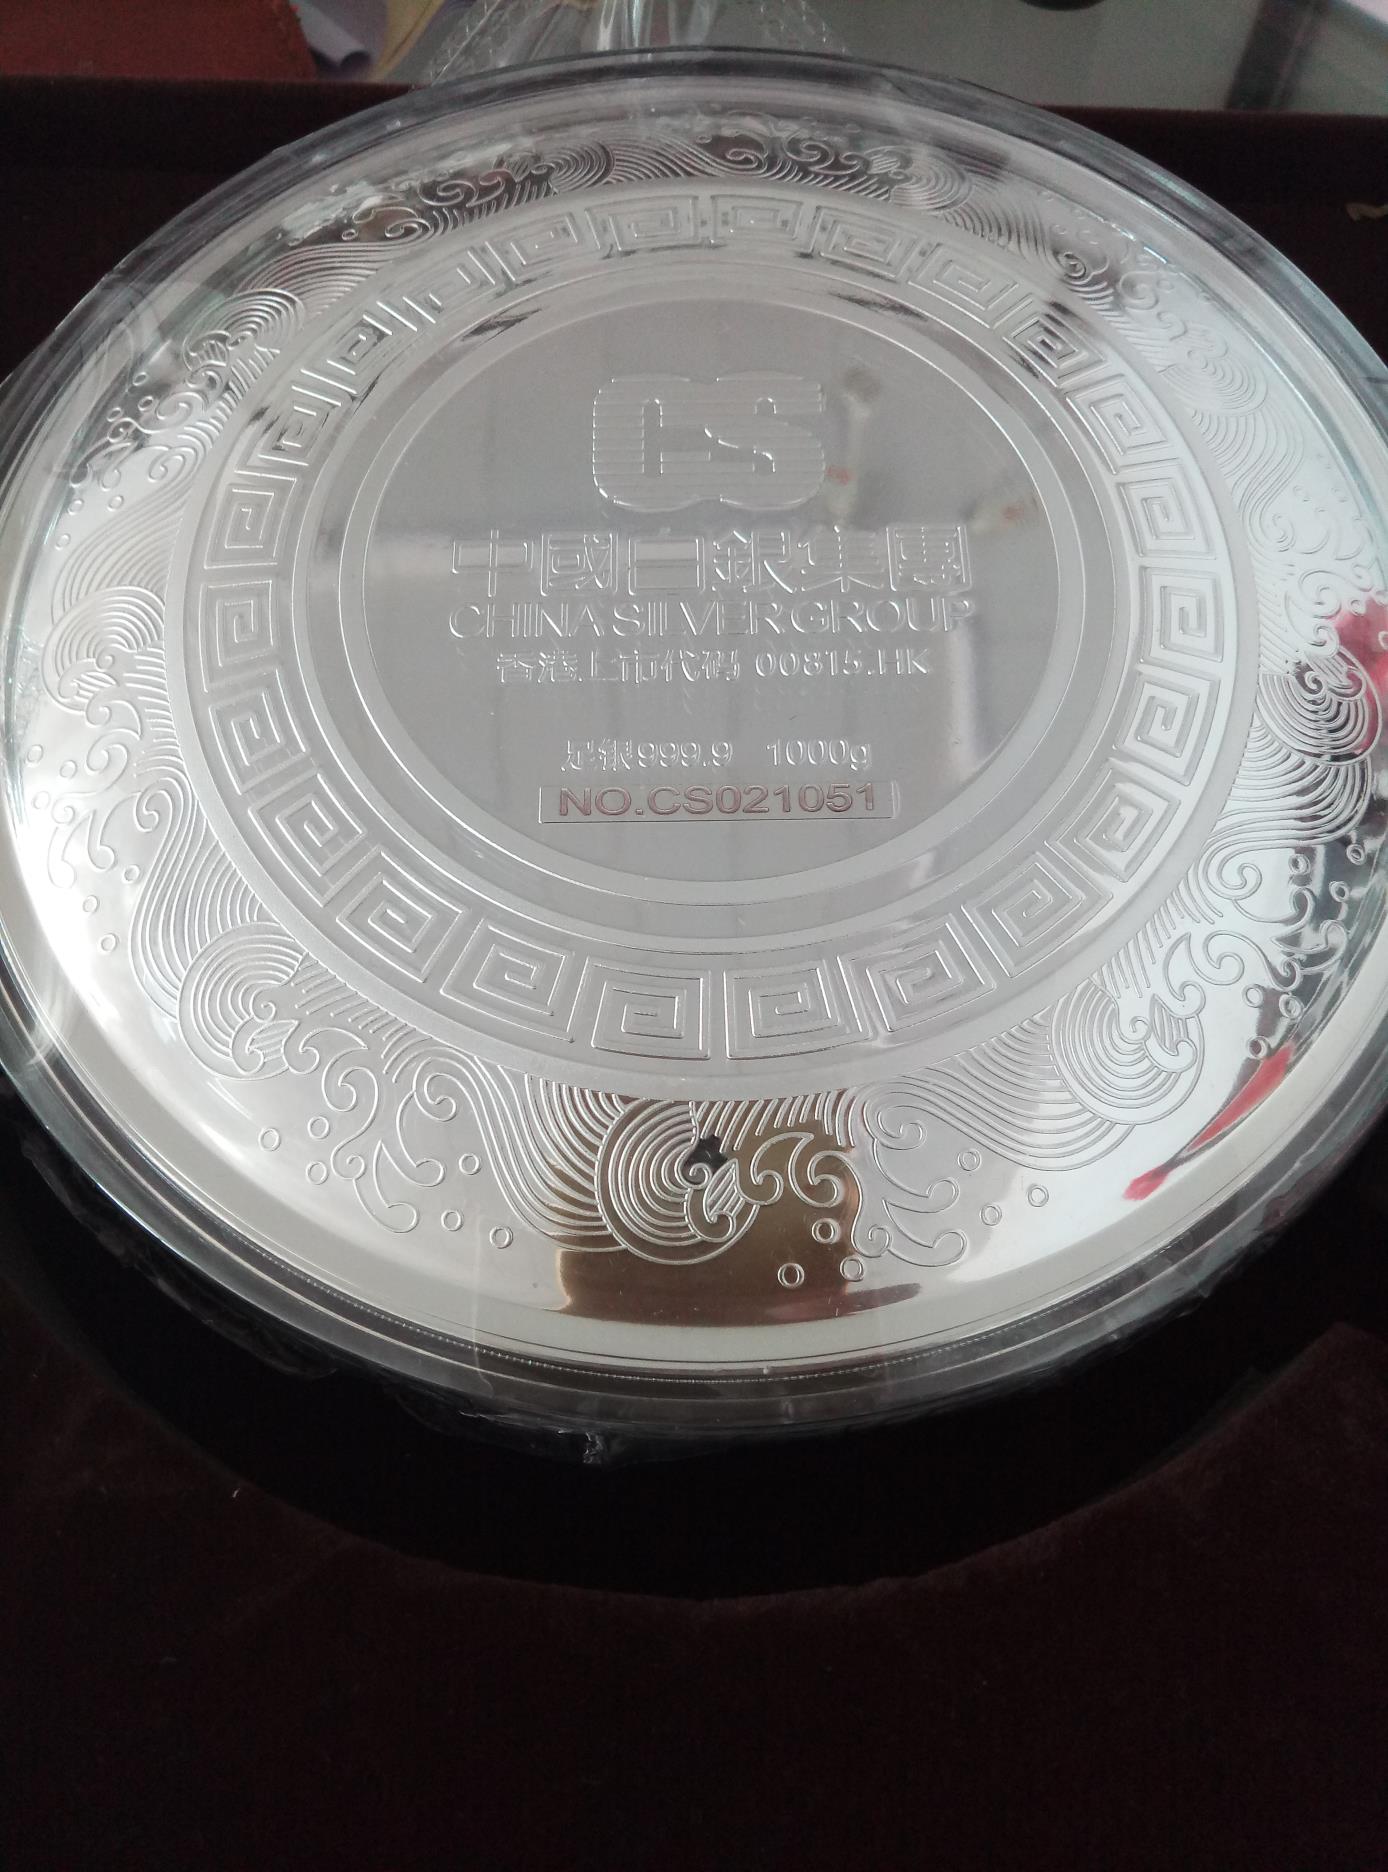 CS
中國白銀集團
CHINA SILVER GROUP
香港上市代码 00815.HK
足银999.9 1000g
NO.CS021051